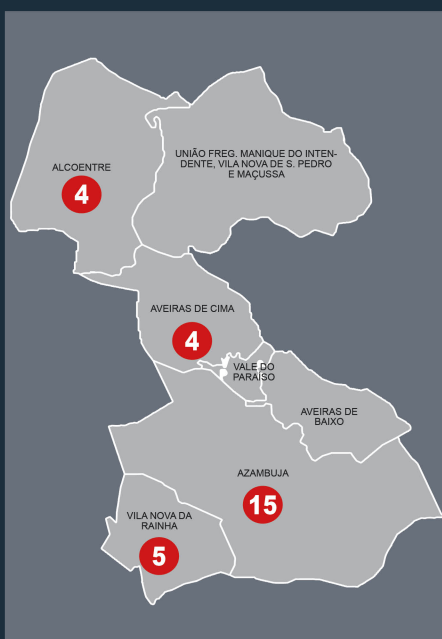 UNIÃO FREG. MANIQUE DO INTEN-
DENTE, VILA NOVA DE S. PEDRO
E MAÇUSSA
ALCOENTRE
4
AVEIRAS DE CIMA
4
VALE DO
PARAÍSO
AVEIRAS DE
BAIXO
AZAMBUJA
15
VILA NOVA DA
RAINHA
5